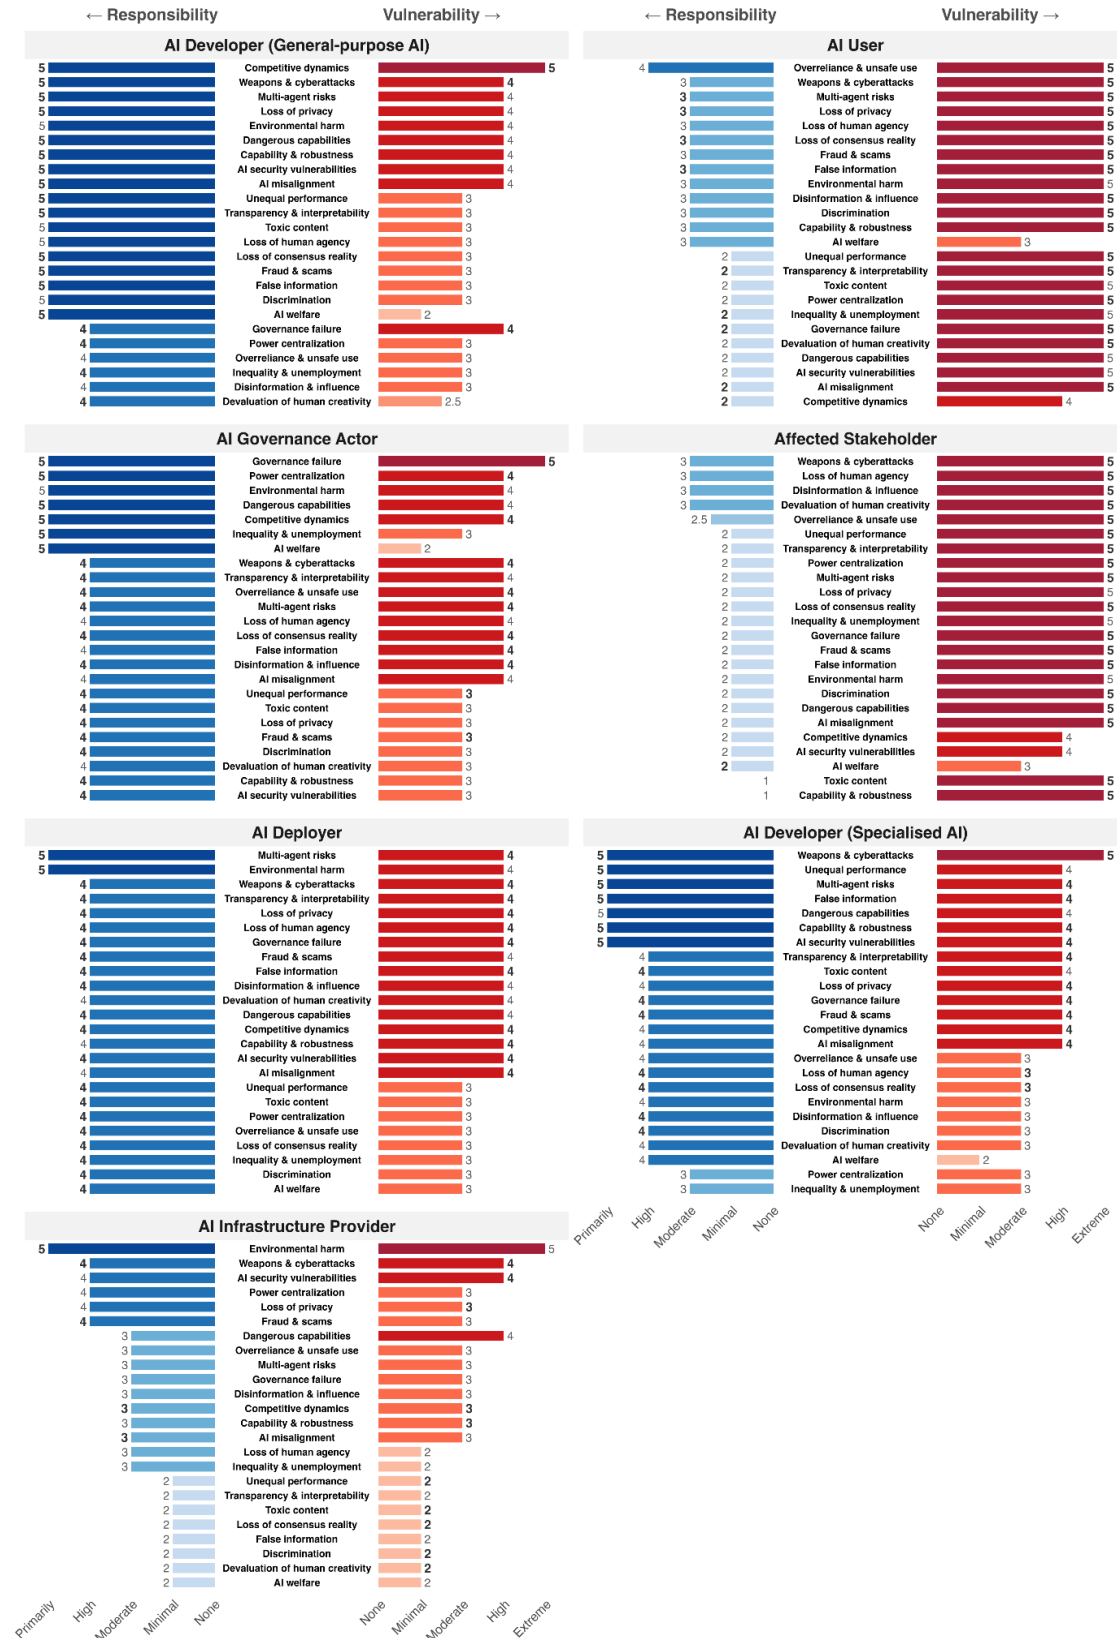 ← Responsibility Vulnerability →
AI Developer (General-purpose AI)
5 Competitive dynamics 5
5 Weapons & cyberattacks 4
5 Multi-agent risks 4
5 Loss of privacy 4
5 Environmental harm 4
5 Dangerous capabilities 4
5 Capability & robustness 4
5 AI security vulnerabilities 4
5 AI misalignment 4
5 Unequal performance 3
5 Transparency & interpretability 3
5 Toxic content 3
5 Loss of human agency 3
5 Loss of consensus reality 3
5 Fraud & scams 3
5 False information 3
5 Discrimination 3
5 AI welfare 2
4 Governance failure 4
4 Power centralization 3
4 Overreliance & unsafe use 3
4 Inequality & unemployment 3
4 Disinformation & influence 3
4 Devaluation of human creativity 2.5
AI Governance Actor
5 Governance failure 5
5 Power centralization 4
5 Environmental harm 4
5 Dangerous capabilities 4
5 Competitive dynamics 4
5 Inequality & unemployment 3
5 AI welfare 2
4 Weapons & cyberattacks 4
4 Transparency & interpretability 4
4 Overreliance & unsafe use 4
4 Multi-agent risks 4
4 Loss of human agency 4
4 Loss of consensus reality 4
4 False information 4
4 Disinformation & influence 4
4 AI misalignment 4
4 Unequal performance 3
4 Toxic content 3
4 Loss of privacy 3
4 Fraud & scams 3
4 Discrimination 3
4 Devaluation of human creativity 3
4 Capability & robustness 3
4 AI security vulnerabilities 3
AI Deployer
5 Multi-agent risks 4
5 Environmental harm 4
4 Weapons & cyberattacks 4
4 Transparency & interpretability 4
4 Loss of privacy 4
4 Loss of human agency 4
4 Governance failure 4
4 Fraud & scams 4
4 False information 4
4 Disinformation & influence 4
4 Devaluation of human creativity 4
4 Dangerous capabilities 4
4 Competitive dynamics 4
4 Capability & robustness 4
4 AI security vulnerabilities 4
4 AI misalignment 4
4 Unequal performance 3
4 Toxic content 3
4 Power centralization 3
4 Overreliance & unsafe use 3
4 Loss of consensus reality 3
4 Inequality & unemployment 3
4 Discrimination 3
4 AI welfare 3
AI Infrastructure Provider
5 Environmental harm 5
4 Weapons & cyberattacks 4
4 AI security vulnerabilities 4
4 Power centralization 3
4 Loss of privacy 3
4 Fraud & scams 3
3 Dangerous capabilities 4
3 Overreliance & unsafe use 3
3 Multi-agent risks 3
3 Governance failure 3
3 Disinformation & influence 3
3 Competitive dynamics 3
3 Capability & robustness 3
3 AI misalignment 3
3 Loss of human agency 2
3 Inequality & unemployment 2
2 Unequal performance 2
2 Transparency & interpretability 2
2 Toxic content 2
2 Loss of consensus reality 2
2 False information 2
2 Discrimination 2
2 Devaluation of human creativity 2
2 AI welfare 2
Primarily High Moderate Minimal None None Minimal Moderate High Extreme
← Responsibility Vulnerability →
AI User
4 Overreliance & unsafe use 5
3 Weapons & cyberattacks 5
3 Multi-agent risks 5
3 Loss of privacy 5
3 Loss of human agency 5
3 Loss of consensus reality 5
3 Fraud & scams 5
3 False information 5
3 Environmental harm 5
3 Disinformation & influence 5
3 Discrimination 5
3 Capability & robustness 5
3 AI welfare 3
2 Unequal performance 5
2 Transparency & interpretability 5
2 Toxic content 5
2 Power centralization 5
2 Inequality & unemployment 5
2 Governance failure 5
2 Devaluation of human creativity 5
2 Dangerous capabilities 5
2 AI security vulnerabilities 5
2 AI misalignment 5
2 Competitive dynamics 4
Affected Stakeholder
3 Weapons & cyberattacks 5
3 Loss of human agency 5
3 Disinformation & influence 5
3 Devaluation of human creativity 5
2.5 Overreliance & unsafe use 5
2 Unequal performance 5
2 Transparency & interpretability 5
2 Power centralization 5
2 Multi-agent risks 5
2 Loss of privacy 5
2 Loss of consensus reality 5
2 Inequality & unemployment 5
2 Governance failure 5
2 Fraud & scams 5
2 False information 5
2 Environmental harm 5
2 Discrimination 5
2 Dangerous capabilities 5
2 AI misalignment 5
2 Competitive dynamics 4
2 AI security vulnerabilities 4
2 AI welfare 3
1 Toxic content 5
1 Capability & robustness 5
AI Developer (Specialised AI)
5 Weapons & cyberattacks 5
5 Unequal performance 4
5 Multi-agent risks 4
5 False information 4
5 Dangerous capabilities 4
5 Capability & robustness 4
5 AI security vulnerabilities 4
4 Transparency & interpretability 4
4 Toxic content 4
4 Loss of privacy 4
4 Governance failure 4
4 Fraud & scams 4
4 Competitive dynamics 4
4 AI misalignment 4
4 Overreliance & unsafe use 3
4 Loss of human agency 3
4 Loss of consensus reality 3
4 Environmental harm 3
4 Disinformation & influence 3
4 Discrimination 3
4 Devaluation of human creativity 3
4 AI welfare 2
3 Power centralization 3
3 Inequality & unemployment 3
Primarily High Moderate Minimal None None Minimal Moderate High Extreme